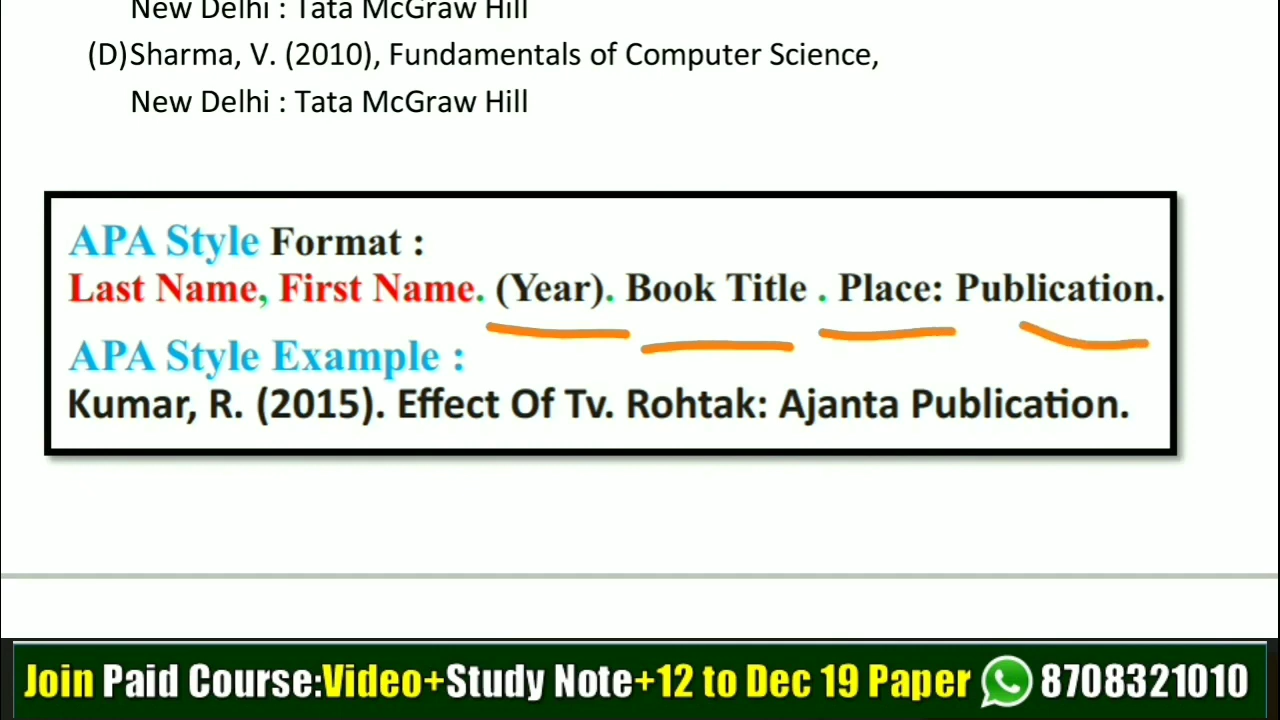 New Delhi : Tata McGraw Hill
(D)Sharma, V. (2010), Fundamentals of Computer Science,
New Delhi : Tata McGraw Hill
APA Style Format :
Last Name, First Name. (Year). Book Title . Place: Publication.
APA Style Example :
Kumar, R. (2015). Effect Of Tv. Rohtak: Ajanta Publication.
Join Paid Course:Video+Study Note+12 to Dec 19 Paper 8708321010